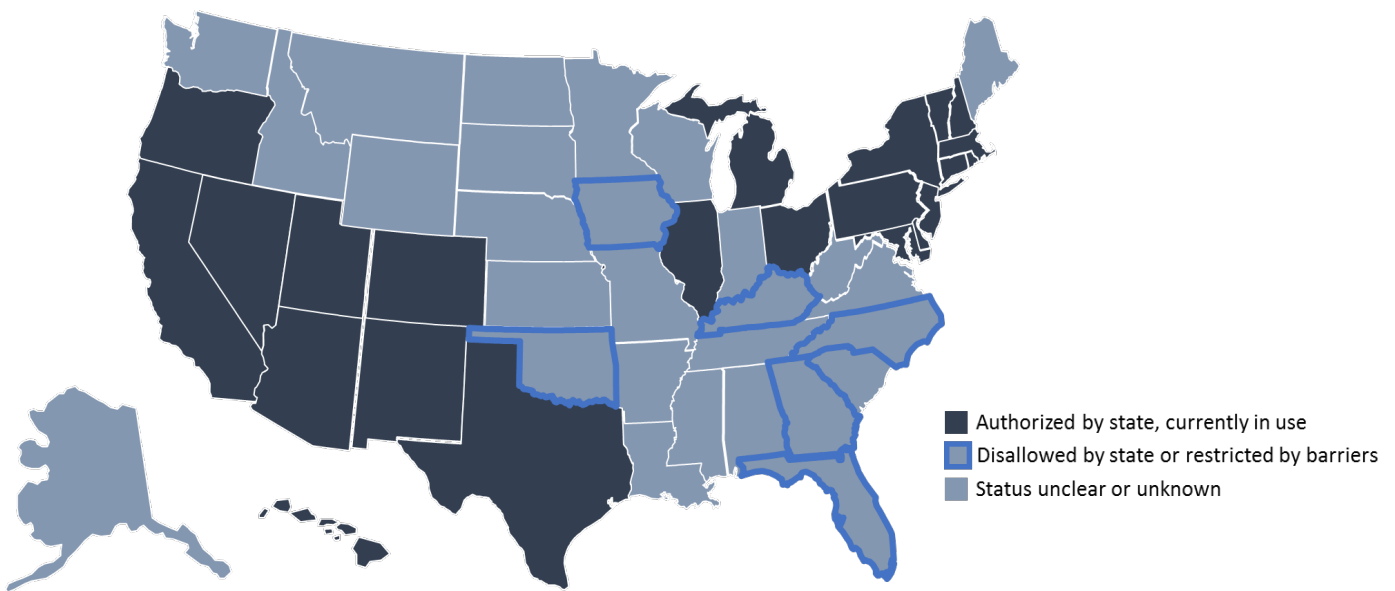 Authorized by state, currently in use
Disallowed by state or restricted by barriers
Status unclear or unknown